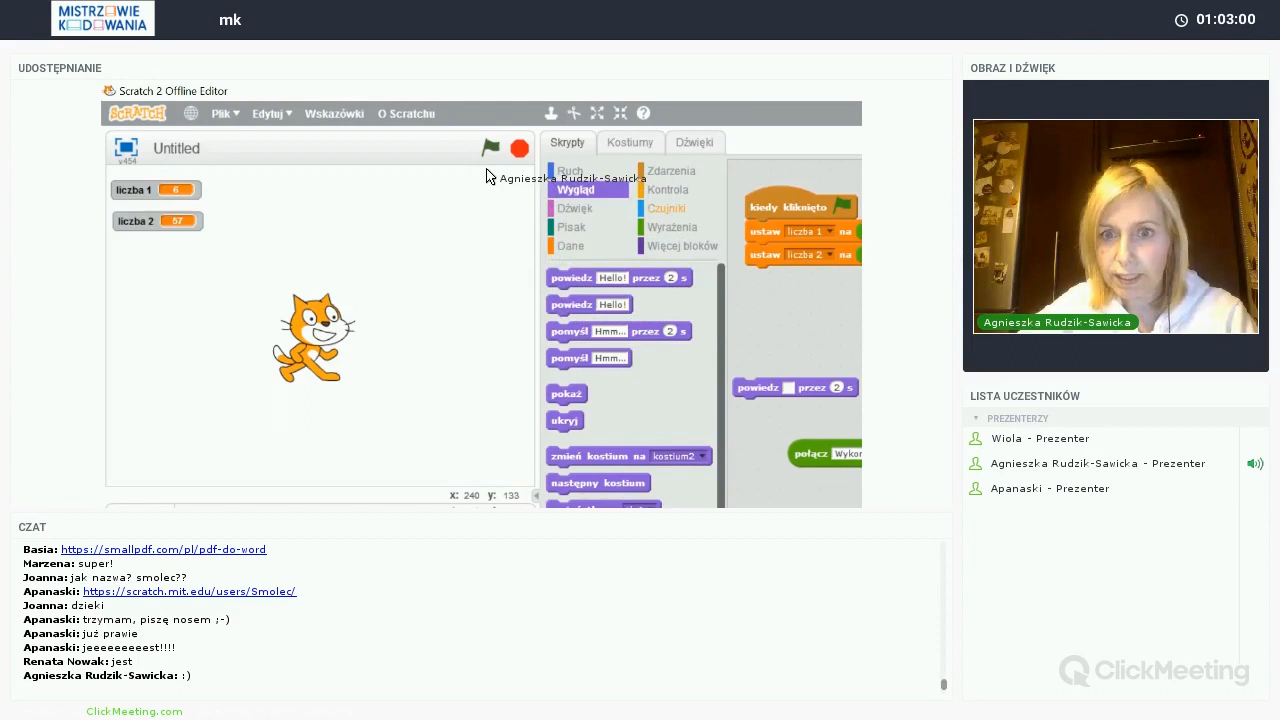 MISTRZOWIE
KODOWANIA
mk
01:03:00
UDOSTĘPNIANIE
Scratch 2 Offline Editor
SCRATCH
Plik
Edytuj
Wskazówki
O Scratchu
v454
Untitled
Agnieszka Rudzik-Sawicka
liczba 1 6
liczba 2 57
x: 240 y: 133
Skrypty
Kostiumy
Dźwięki
Ruch
Wygląd
Dźwięk
Pisak
Dane
Zdarzenia
Kontrola
Czujniki
Wyrażenia
Więcej bloków
powiedz Hello! przez 2 s
powiedz Hello!
pomyśl Hmm... przez 2 s
pomyśl Hmm...
pokaż
ukryj
zmień kostium na kostium2
następny kostium
kiedy kliknięto
ustaw liczba 1 na
ustaw liczba 2 na
powiedz przez 2 s
połącz Wykor
OBRAZ I DŹWIĘK
Agnieszka Rudzik-Sawicka
LISTA UCZESTNIKÓW
PREZENTERZY
Wiola - Prezenter
Agnieszka Rudzik-Sawicka - Prezenter
Apanaski - Prezenter
CZAT
Basia: https://smallpdf.com/pl/pdf-do-word
Marzena: super!
Joanna: jak nazwa? smolec??
Apanaski: https://scratch.mit.edu/users/Smolec/
Joanna: dzieki
Apanaski: trzymam, piszę nosem ;-)
Apanaski: już prawie
Apanaski: jeeeeeeeeest!!!!
Renata Nowak: jest
Agnieszka Rudzik-Sawicka: :)
ClickMeeting
ClickMeeting.com